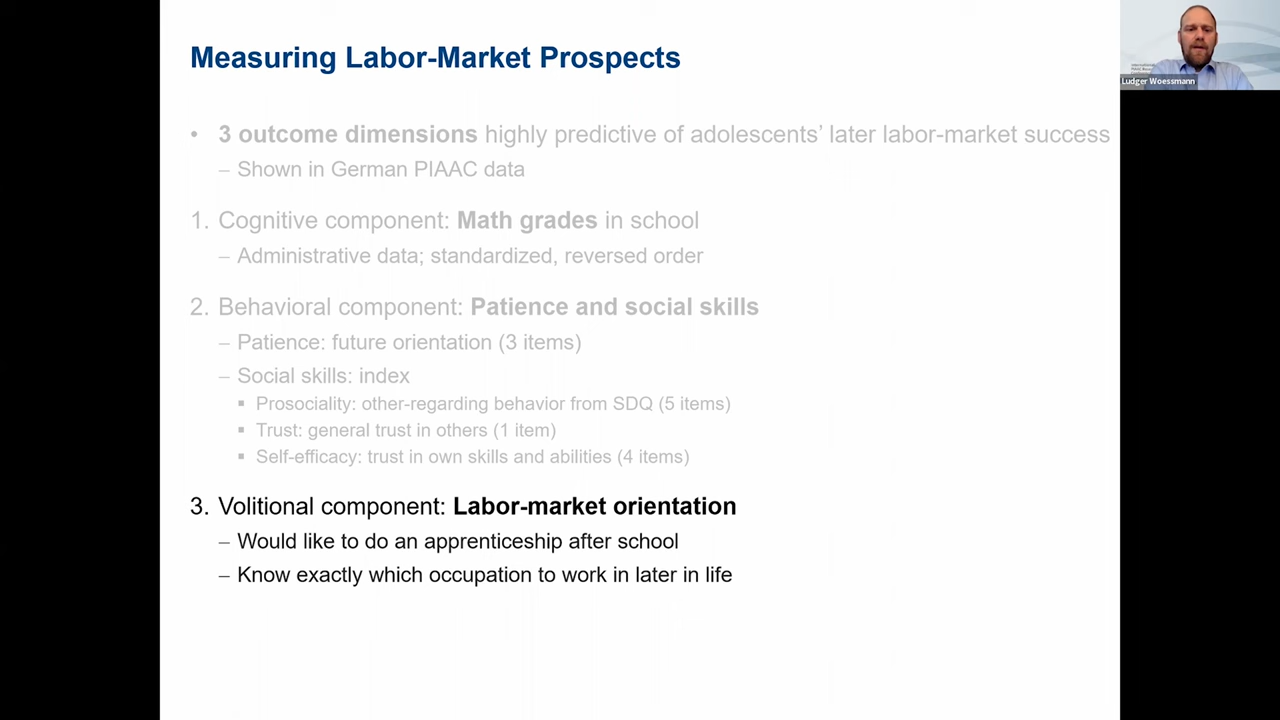 Measuring Labor-Market Prospects
• 3 outcome dimensions highly predictive of adolescents’ later labor-market success
– Shown in German PIAAC data
1. Cognitive component: Math grades in school
– Administrative data; standardized, reversed order
2. Behavioral component: Patience and social skills
– Patience: future orientation (3 items)
– Social skills: index
▪ Prosociality: other-regarding behavior from SDQ (5 items)
▪ Trust: general trust in others (1 item)
▪ Self-efficacy: trust in own skills and abilities (4 items)
3. Volitional component: Labor-market orientation
– Would like to do an apprenticeship after school
– Know exactly which occupation to work in later in life
Ludger Woessmann